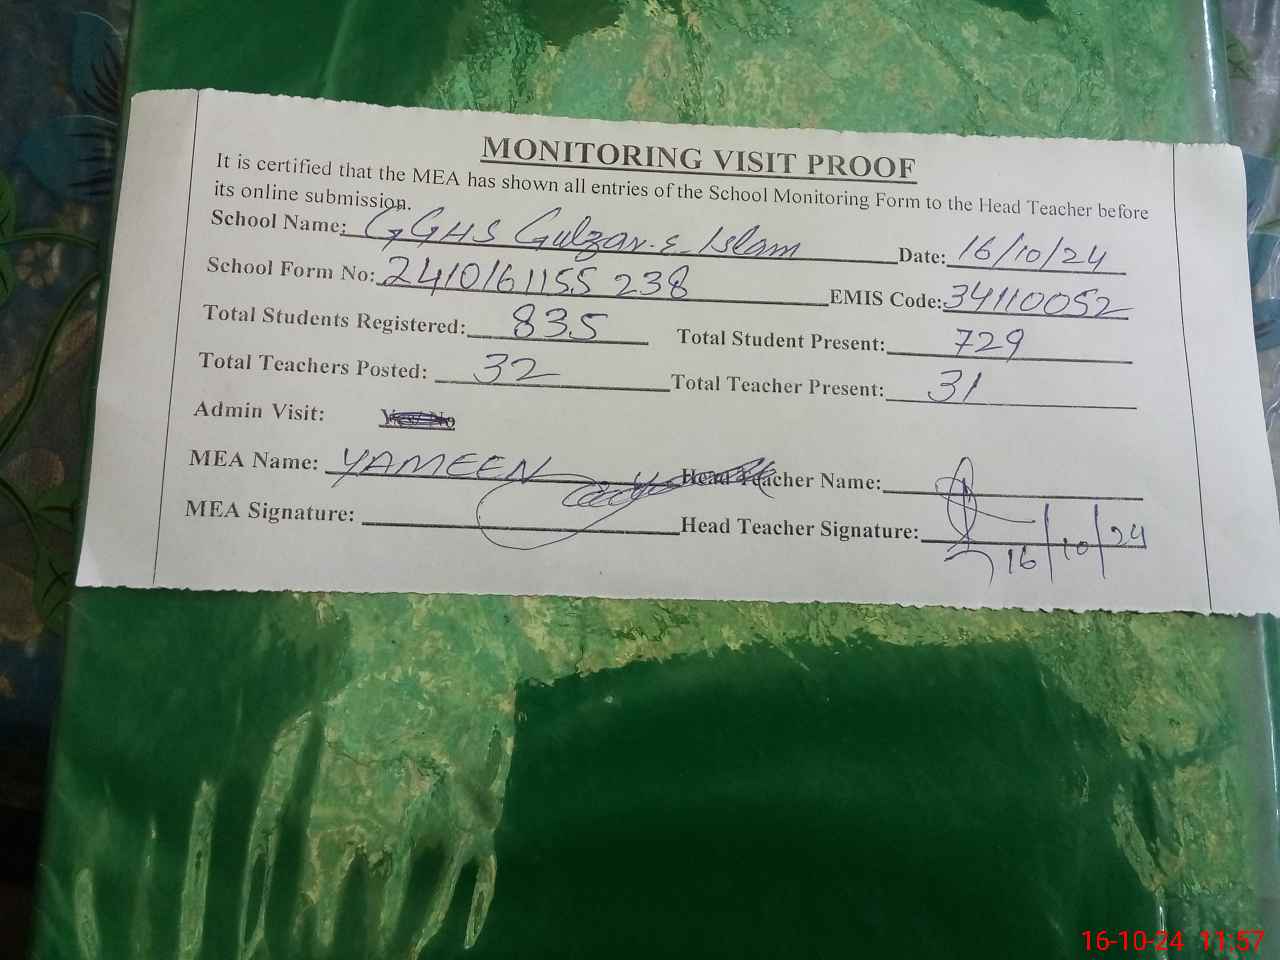 MONITORING VISIT PROOF
It is certified that the MEA has shown all entries of the School Monitoring Form to the Head Teacher before
its online submission.
School Name: GGHS Gulzar-E-Islam Date: 16/10/24
School Form No: 2410161155 238 EMIS Code: 34110052
Total Students Registered: 835 Total Student Present: 729
Total Teachers Posted: 32 Total Teacher Present: 31
Admin Visit:
MEA Name: YAMEEN Head Teacher Name:
MEA Signature: Head Teacher Signature:
16/10/24
16-10-24 11:57